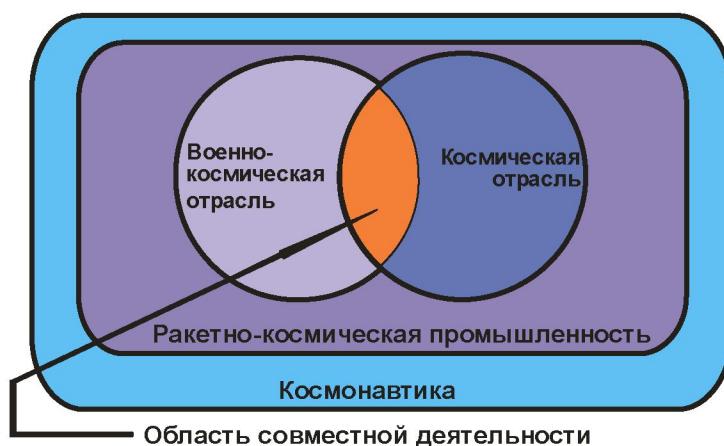 Военно-
космическая
отрасль
Космическая
отрасль
Ракетно-космическая промышленность
Космонавтика
Область совместной деятельности